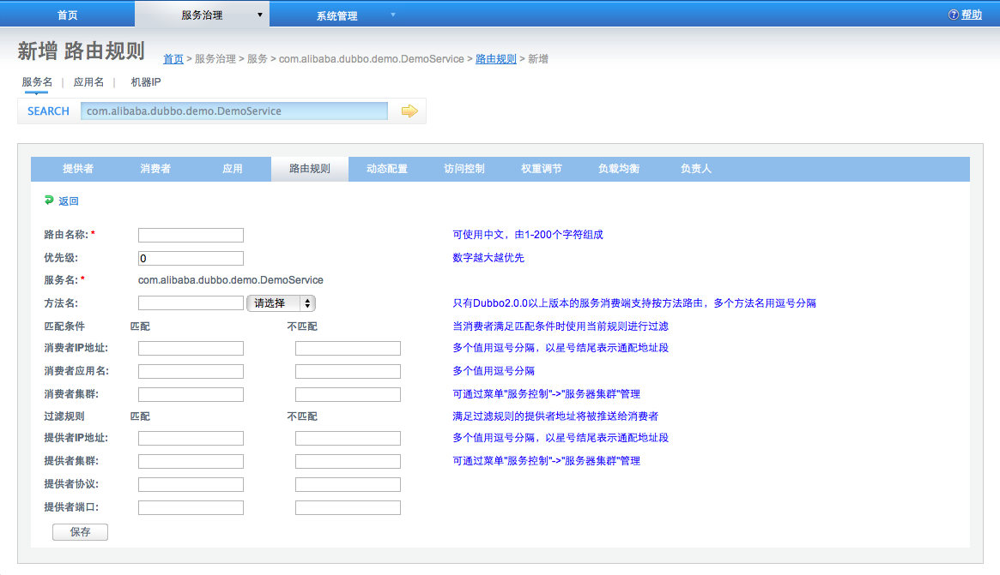 首页 服务治理 ▼ 系统管理 ▼ ? 帮助
新增 路由规则 首页 > 服务治理 > 服务 > com.alibaba.dubbo.demo.DemoService > 路由规则 > 新增
服务名 | 应用名 | 机器IP
SEARCH com.alibaba.dubbo.demo.DemoService
提供者 消费者 应用 路由规则 动态配置 访问控制 权重调节 负载均衡 负责人
返回
路由名称:* 可使用中文，由1-200个字符组成
优先级: 0 数字越大越优先
服务名:* com.alibaba.dubbo.demo.DemoService
方法名: 请选择 只有Dubbo2.0.0以上版本的服务消费端支持按方法路由，多个方法名用逗号分隔
匹配条件 匹配 不匹配 当消费者满足匹配条件时使用当前规则进行过滤
消费者IP地址: 多个值用逗号分隔，以星号结尾表示通配地址段
消费者应用名: 多个值用逗号分隔
消费者集群: 可通过菜单"服务控制"->"服务器集群"管理
过滤规则 匹配 不匹配 满足过滤规则的提供者地址将被推送给消费者
提供者IP地址: 多个值用逗号分隔，以星号结尾表示通配地址段
提供者集群: 可通过菜单"服务控制"->"服务器集群"管理
提供者协议:
提供者端口:
保存